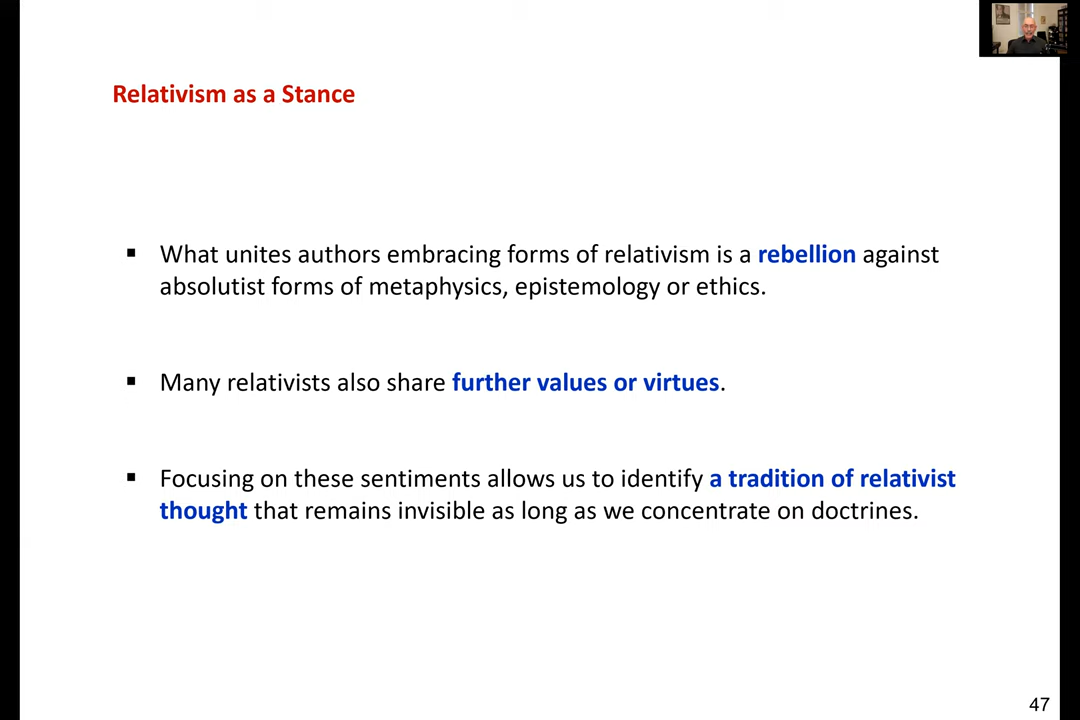 Relativism as a Stance
▪ What unites authors embracing forms of relativism is a rebellion against
absolutist forms of metaphysics, epistemology or ethics.
▪ Many relativists also share further values or virtues.
▪ Focusing on these sentiments allows us to identify a tradition of relativist
thought that remains invisible as long as we concentrate on doctrines.
47